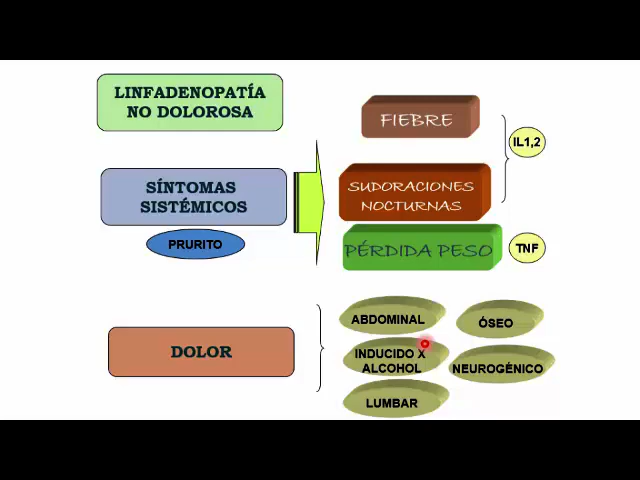 LINFADENOPATÍA
NO DOLOROSA
FIEBRE
IL1,2
SÍNTOMAS
SISTÉMICOS
SUDORACIONES
NOCTURNAS
PRURITO
PÉRDIDA PESO
TNF
DOLOR
ABDOMINAL
ÓSEO
INDUCIDO X
ALCOHOL
NEUROGÉNICO
LUMBAR